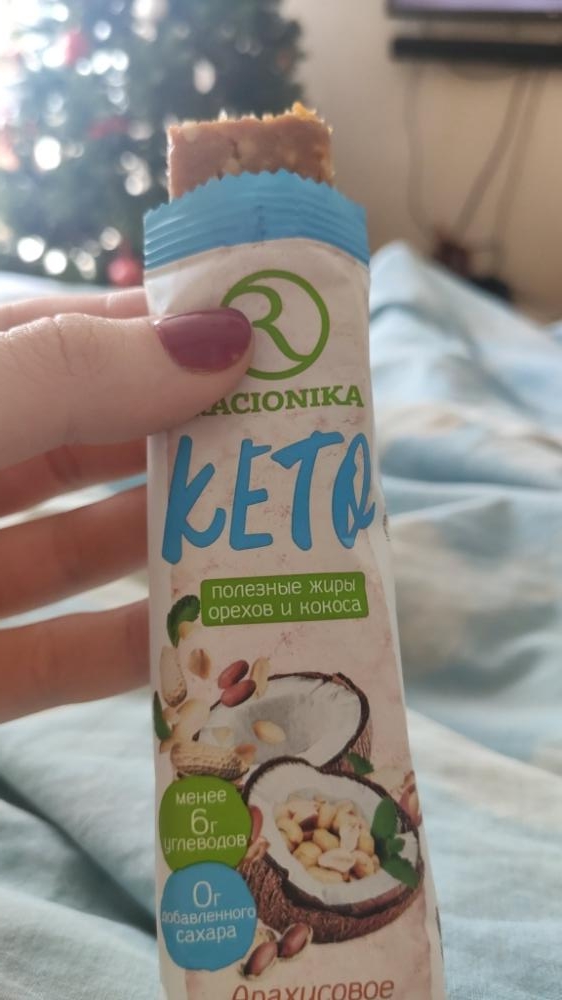 RACIONIKA
KETO
полезные жиры
орехов и кокоса
менее
6г
углеводов
0г
добавленного
сахара
Арахисовое